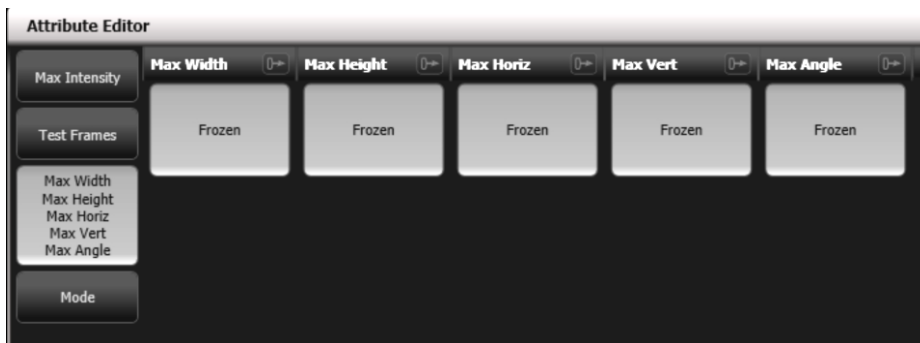 Attribute Editor
Max Intensity
Test Frames
Max Width
Max Height
Max Horiz
Max Vert
Max Angle
Mode
Max Width Max Height Max Horiz Max Vert Max Angle
Frozen Frozen Frozen Frozen Frozen